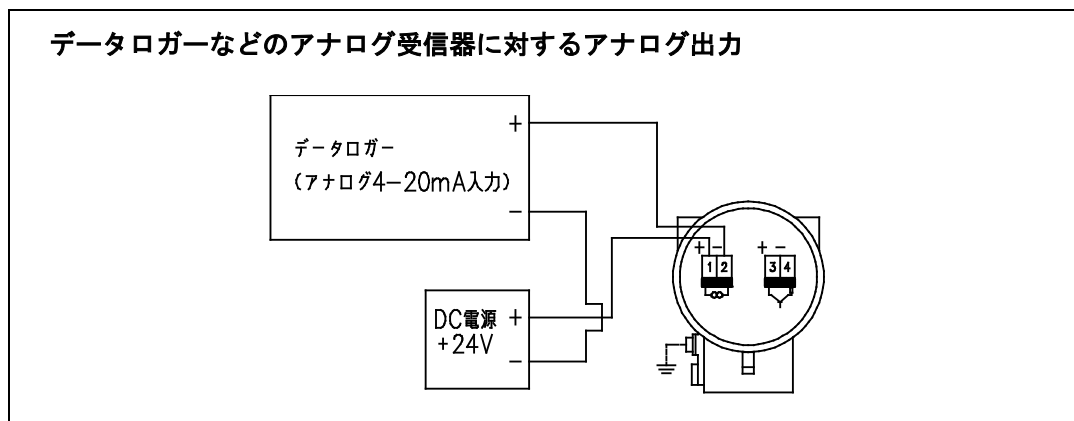 データロガーなどのアナログ受信器に対するアナログ出力
+
データロガー
(アナログ4-20mA入力)
-
+ - + -
1 2 3 4
DC電源 +
+24V
-